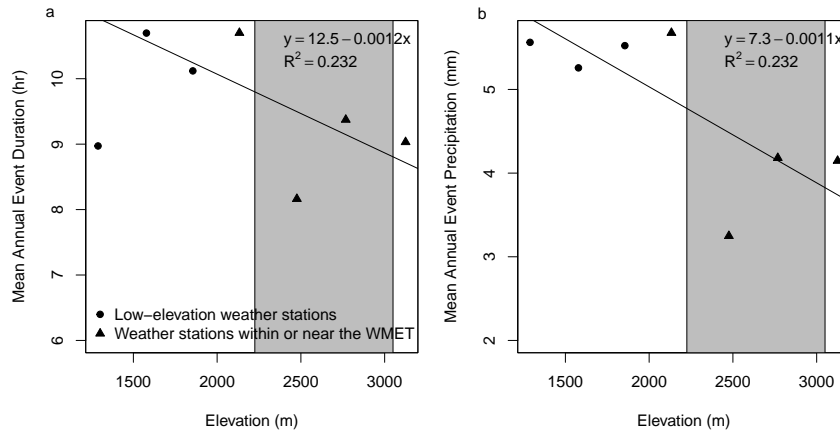 a
y = 12.5 − 0.0012x
R² = 0.232
Mean Annual Event Duration (hr)
10
9
8
7
6
Low−elevation weather stations
Weather stations within or near the WMET
1500 2000 2500 3000
Elevation (m)
b
y = 7.3 − 0.0011x
R² = 0.232
Mean Annual Event Precipitation (mm)
5
4
3
2
1500 2000 2500 3000
Elevation (m)